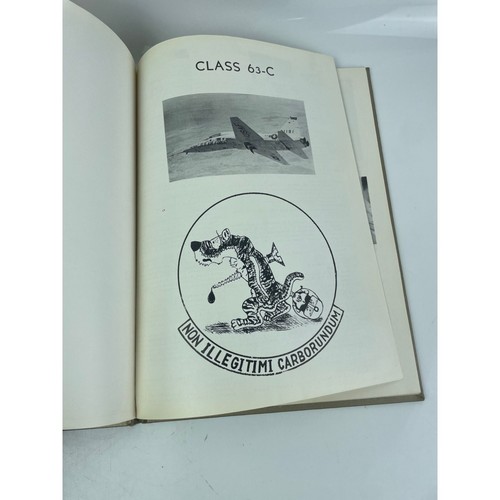 CLASS 63-C
NON ILLEGITIMI CARBORUNDUM